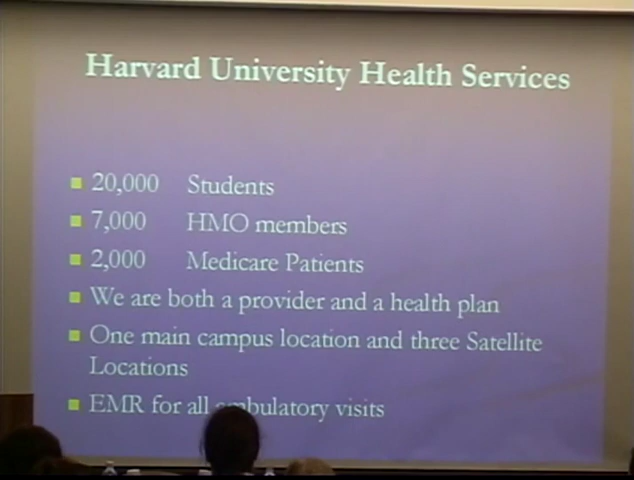 Harvard University Health Services
20,000 Students
7,000 HMO members
2,000 Medicare Patients
We are both a provider and a health plan
One main campus location and three Satellite
Locations
EMR for all ambulatory visits